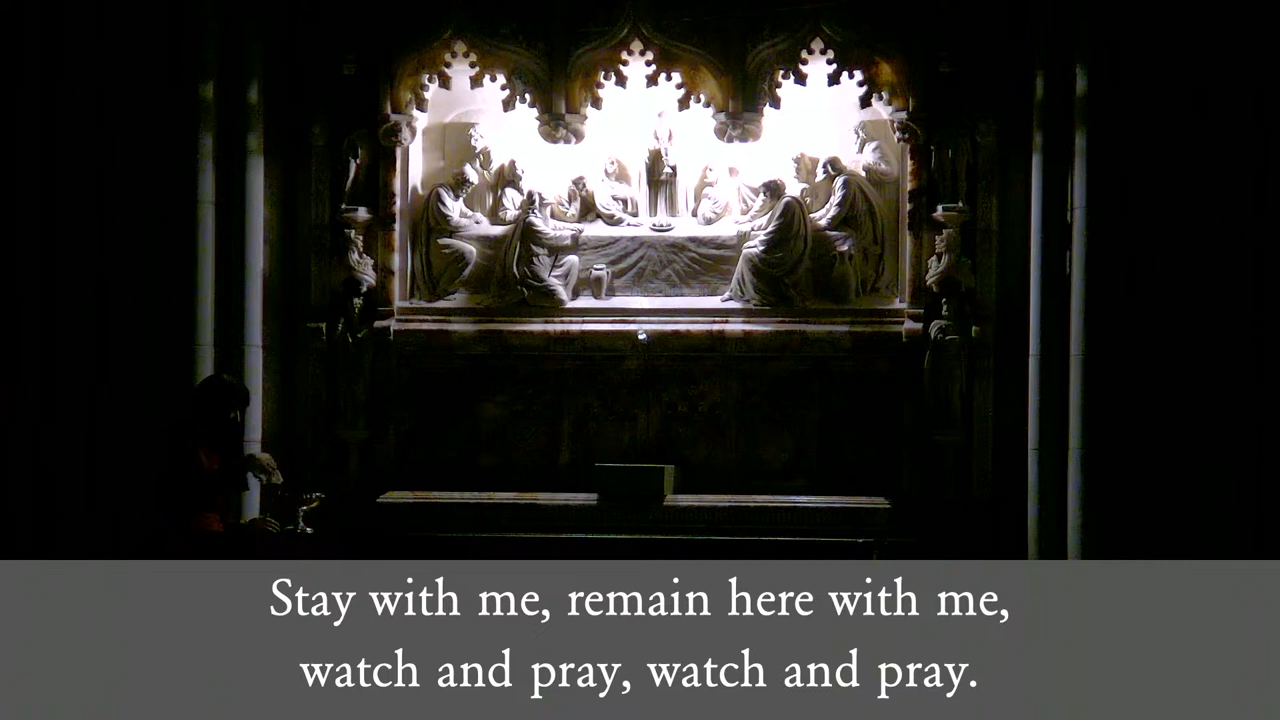 Stay with me, remain here with me,
watch and pray, watch and pray.